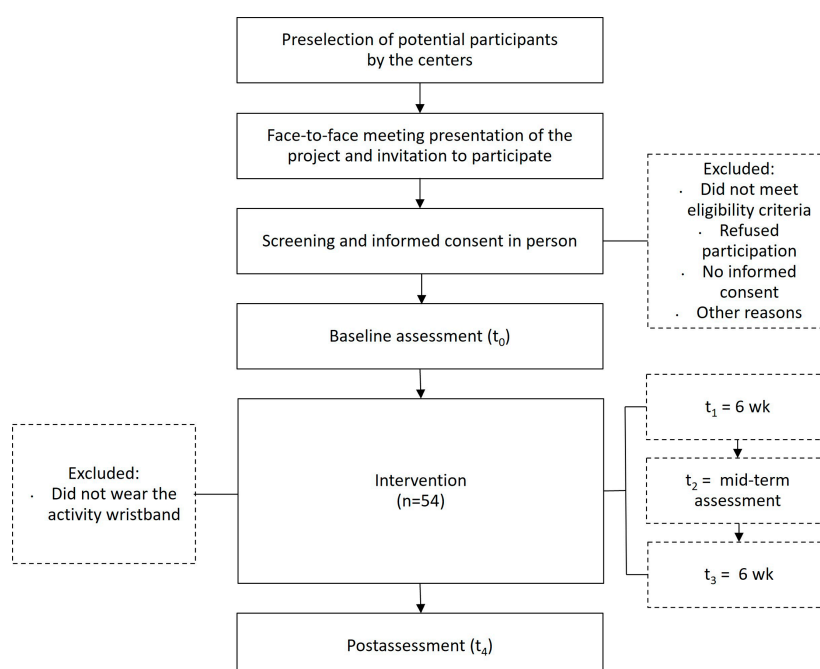 Preselection of potential participants
by the centers
Face-to-face meeting presentation of the
project and invitation to participate
Screening and informed consent in person
Excluded:
· Did not meet
eligibility criteria
· Refused
participation
· No informed
consent
· Other reasons
Baseline assessment (t0)
Intervention
(n=54)
Excluded:
· Did not wear the
activity wristband
t1 = 6 wk
t2 = mid-term
assessment
t3 = 6 wk
Postassessment (t4)